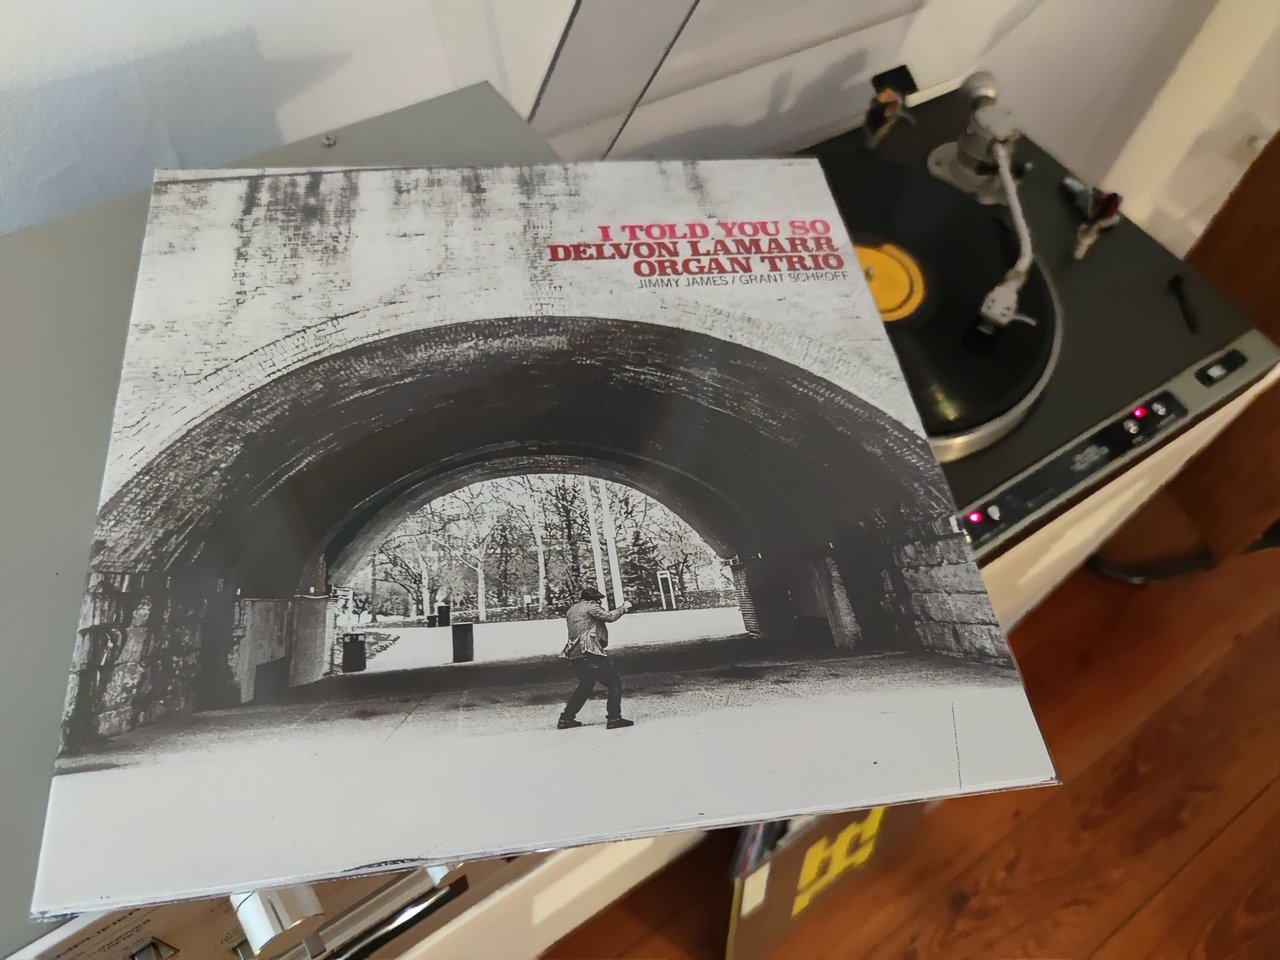 I TOLD YOU SO
DELVON LAMARR
ORGAN TRIO
JIMMY JAMES / GRANT SCHROFF